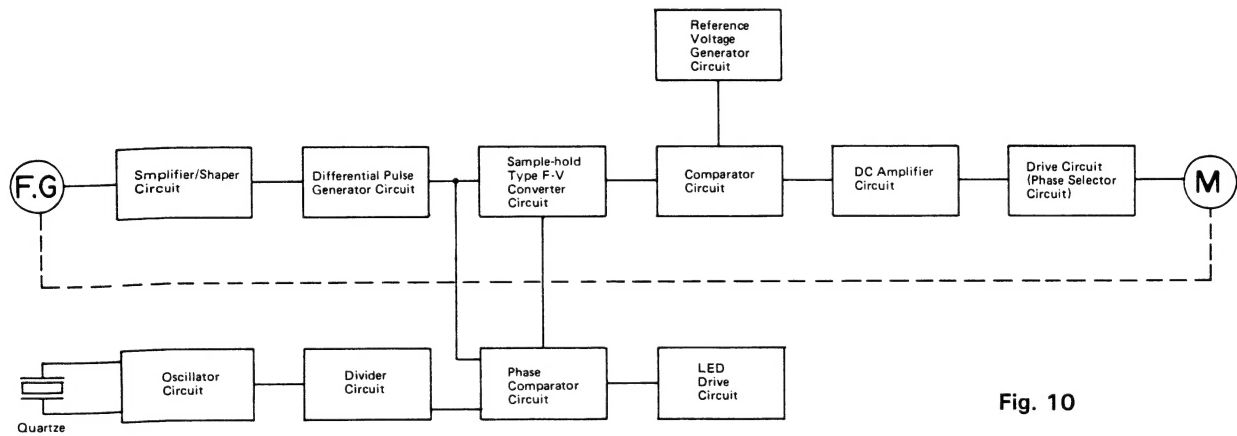 Reference
Voltage
Generator
Circuit
F.G
Smplifier/Shaper
Circuit
Differential Pulse
Generator Circuit
Sample-hold
Type F-V
Converter
Circuit
Comparator
Circuit
DC Amplifier
Circuit
Drive Circuit
(Phase Selector
Circuit)
M
Quartze
Oscillator
Circuit
Divider
Circuit
Phase
Comparator
Circuit
LED
Drive
Circuit
Fig. 10